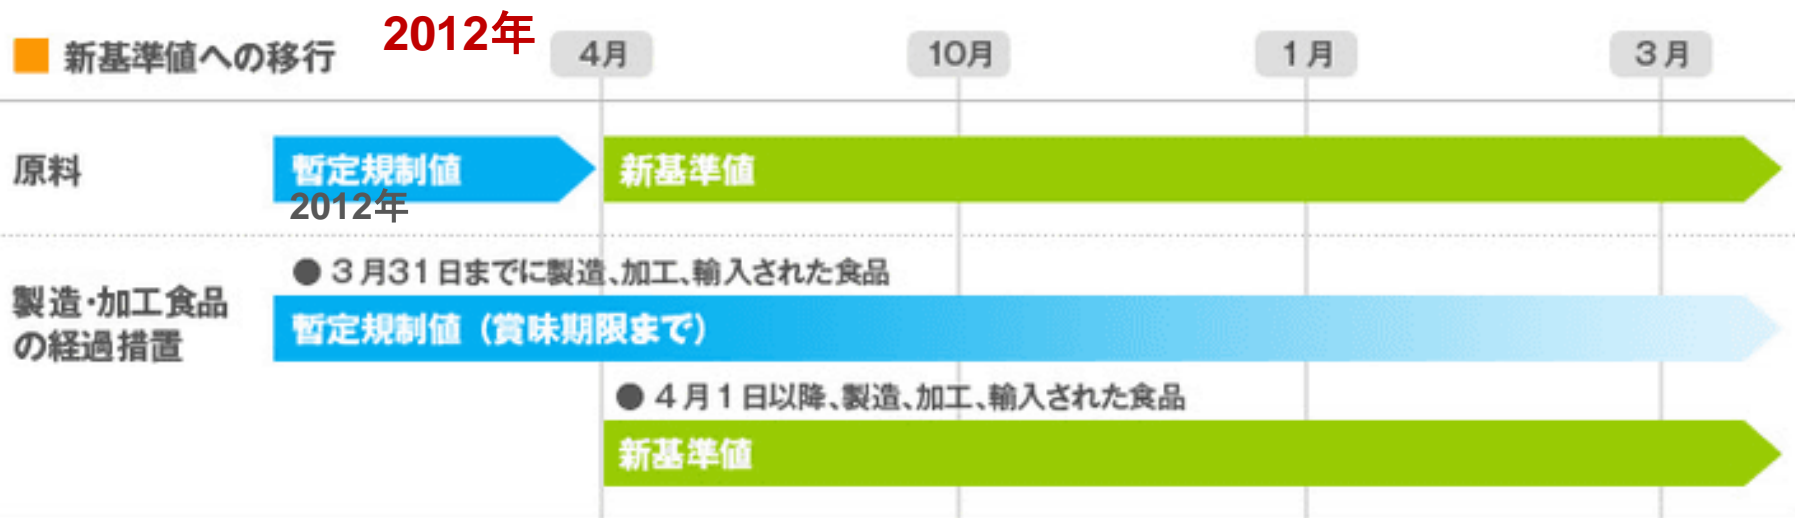 新基準値への移行
2012年
4月
10月
1月
3月
原料
暫定規制値
新基準値
2012年
● 3月31日までに製造、加工、輸入された食品
製造・加工食品
の経過措置
暫定規制値(賞味期限まで)
● 4月1日以降、製造、加工、輸入された食品
新基準値